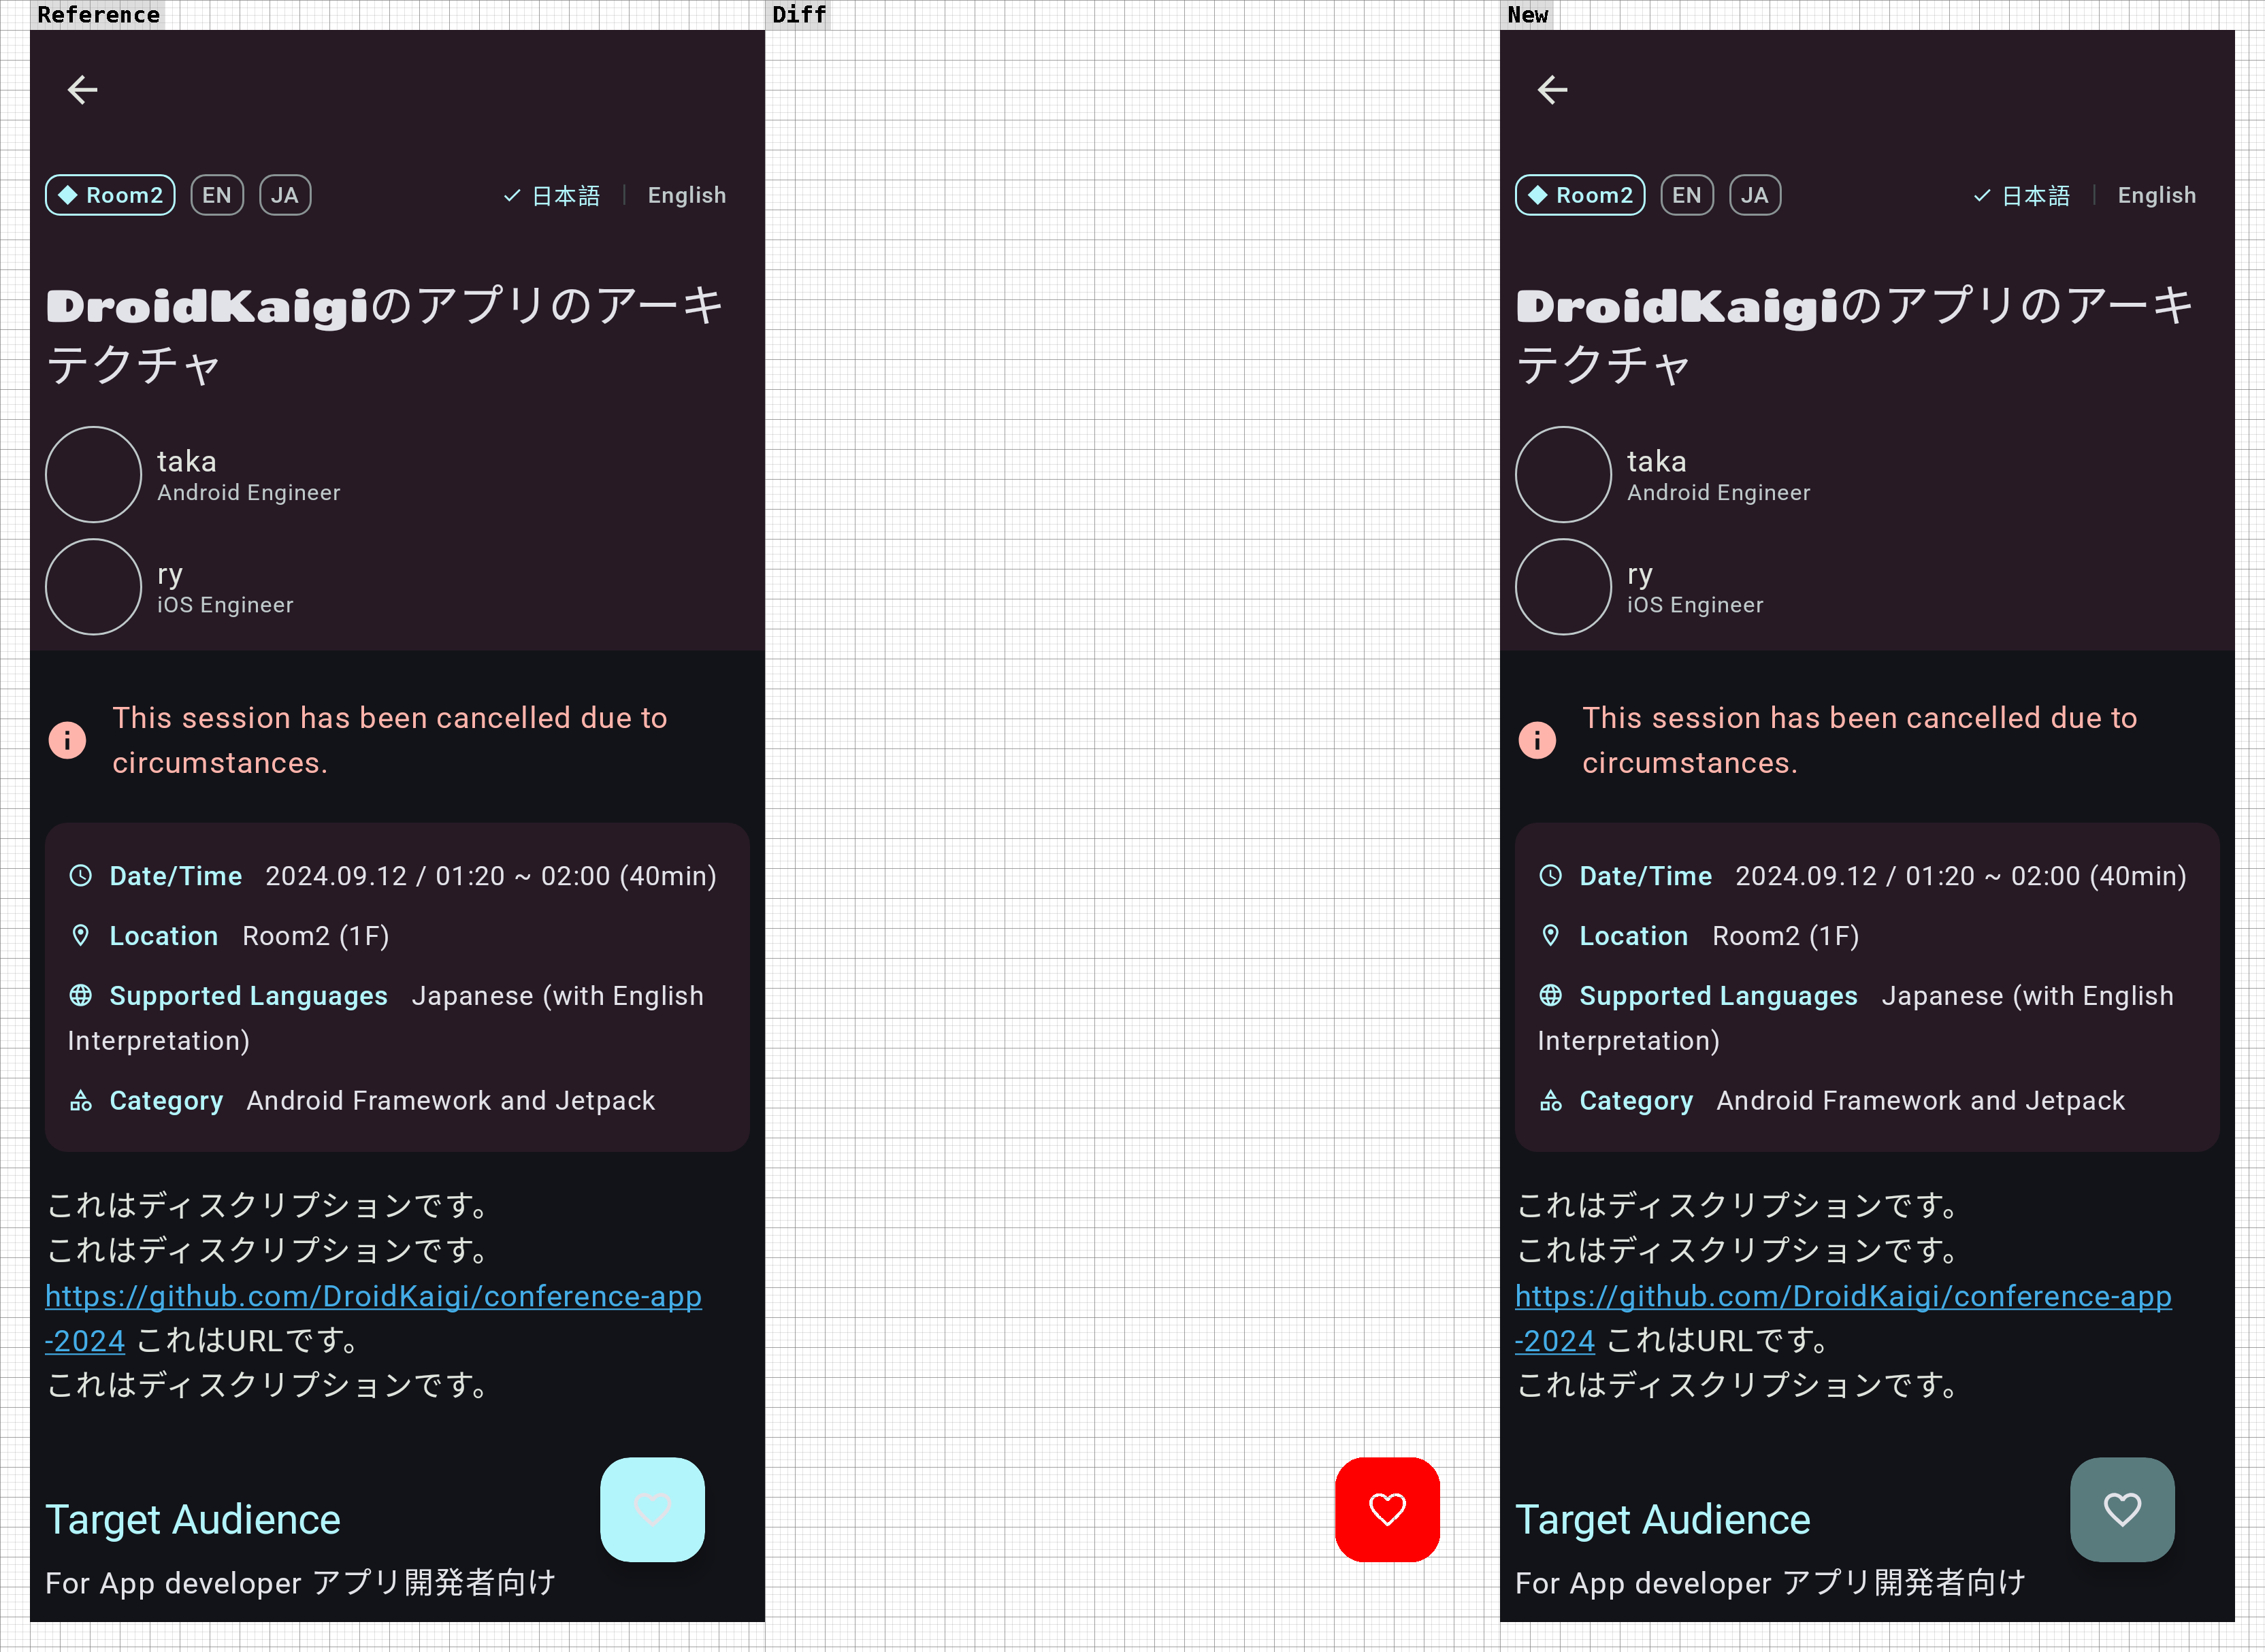 Reference
Diff
New
Room2 EN JA 日本語 English
DroidKaigiのアプリのアーキ
テクチャ
taka
Android Engineer
ry
iOS Engineer
This session has been cancelled due to
circumstances.
Date/Time 2024.09.12 / 01:20 ~ 02:00 (40min)
Location Room2 (1F)
Supported Languages Japanese (with English
Interpretation)
Category Android Framework and Jetpack
これはディスクリプションです。
これはディスクリプションです。
https://github.com/DroidKaigi/conference-app
-2024 これはURLです。
これはディスクリプションです。
Target Audience
For App developer アプリ開発者向け
Room2 EN JA 日本語 English
DroidKaigiのアプリのアーキ
テクチャ
taka
Android Engineer
ry
iOS Engineer
This session has been cancelled due to
circumstances.
Date/Time 2024.09.12 / 01:20 ~ 02:00 (40min)
Location Room2 (1F)
Supported Languages Japanese (with English
Interpretation)
Category Android Framework and Jetpack
これはディスクリプションです。
これはディスクリプションです。
https://github.com/DroidKaigi/conference-app
-2024 これはURLです。
これはディスクリプションです。
Target Audience
For App developer アプリ開発者向け